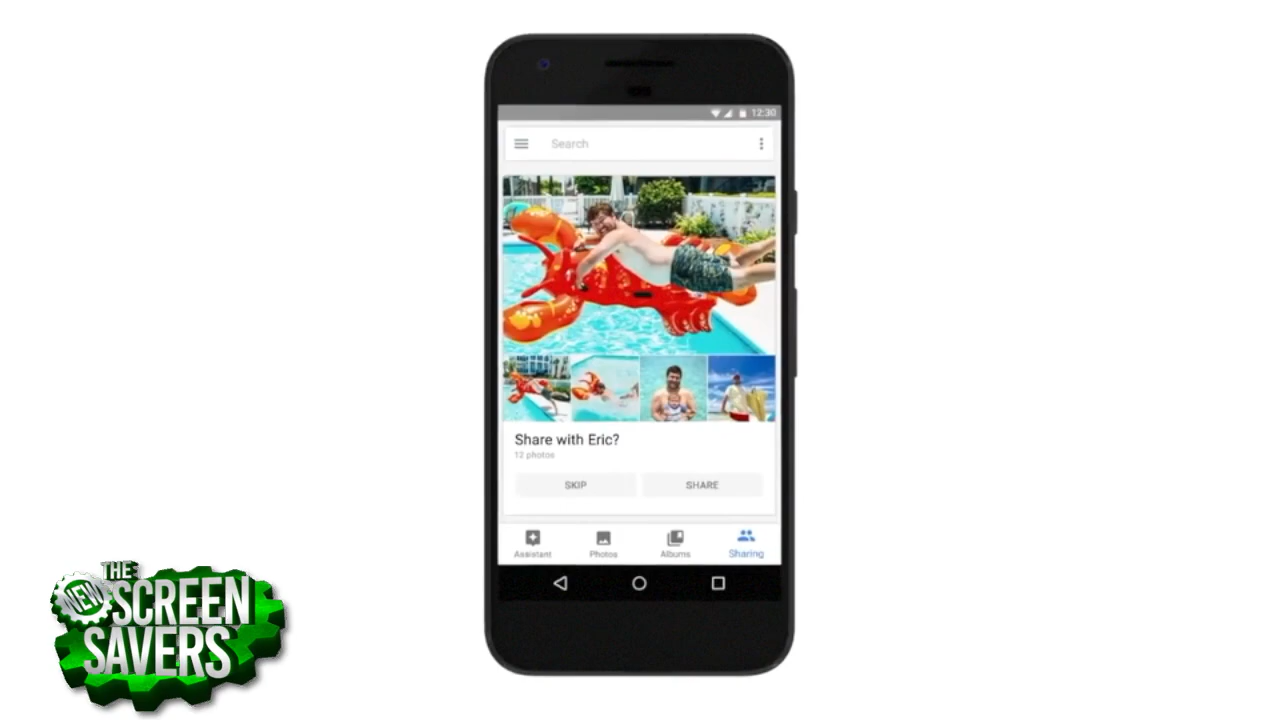 12:30
Search
Share with Eric?
12 photos
SKIP
SHARE
Assistant
Photos
Albums
Sharing
THE
NEW
SCREEN
SAVERS